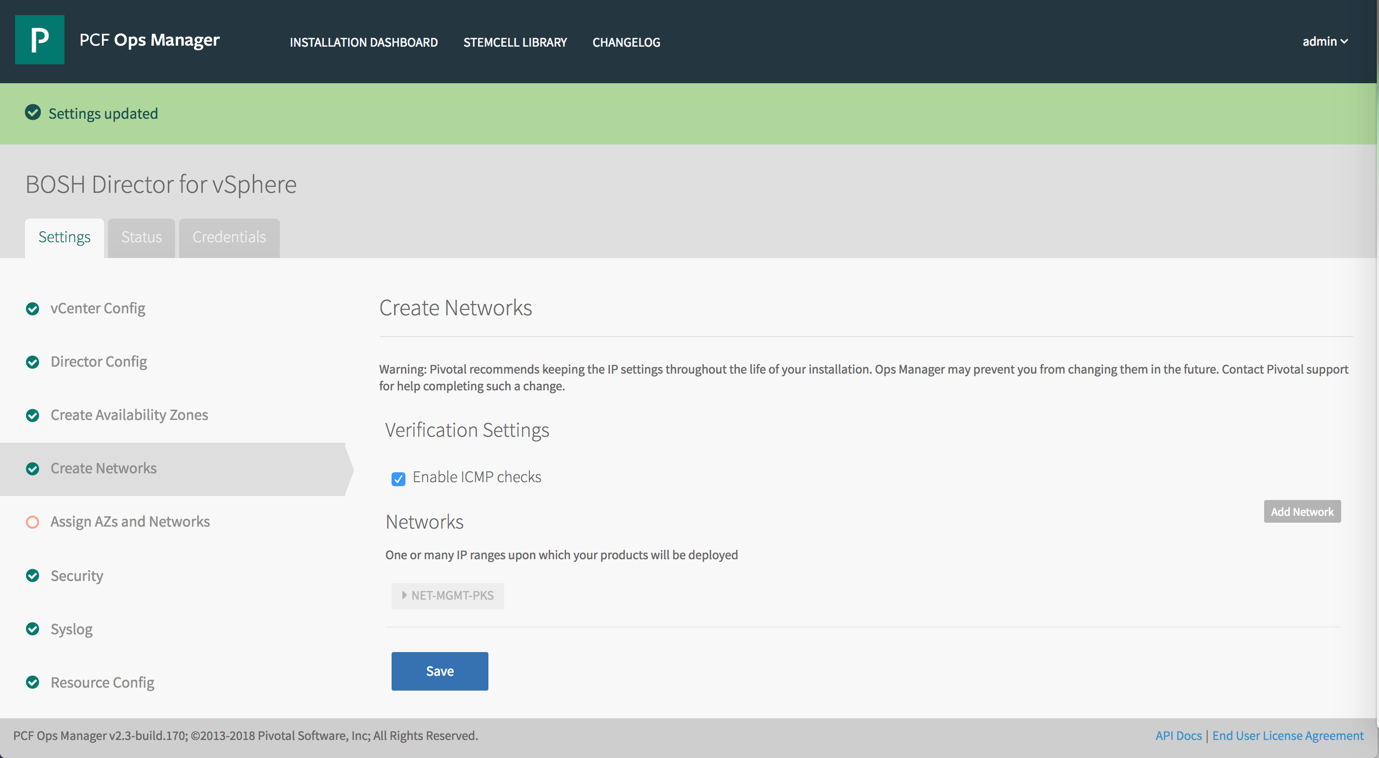 P
PCF Ops Manager
INSTALLATION DASHBOARD
STEMCELL LIBRARY
CHANGELOG
admin
Settings updated
BOSH Director for vSphere
Settings
Status
Credentials
vCenter Config
Director Config
Create Availability Zones
Create Networks
Assign AZs and Networks
Security
Syslog
Resource Config
Create Networks
Warning: Pivotal recommends keeping the IP settings throughout the life of your installation. Ops Manager may prevent you from changing them in the future. Contact Pivotal support
for help completing such a change.
Verification Settings
Enable ICMP checks
Networks
Add Network
One or many IP ranges upon which your products will be deployed
NET-MGMT-PKS
Save
PCF Ops Manager v2.3-build.170; ©2013-2018 Pivotal Software, Inc; All Rights Reserved.
API Docs | End User License Agreement